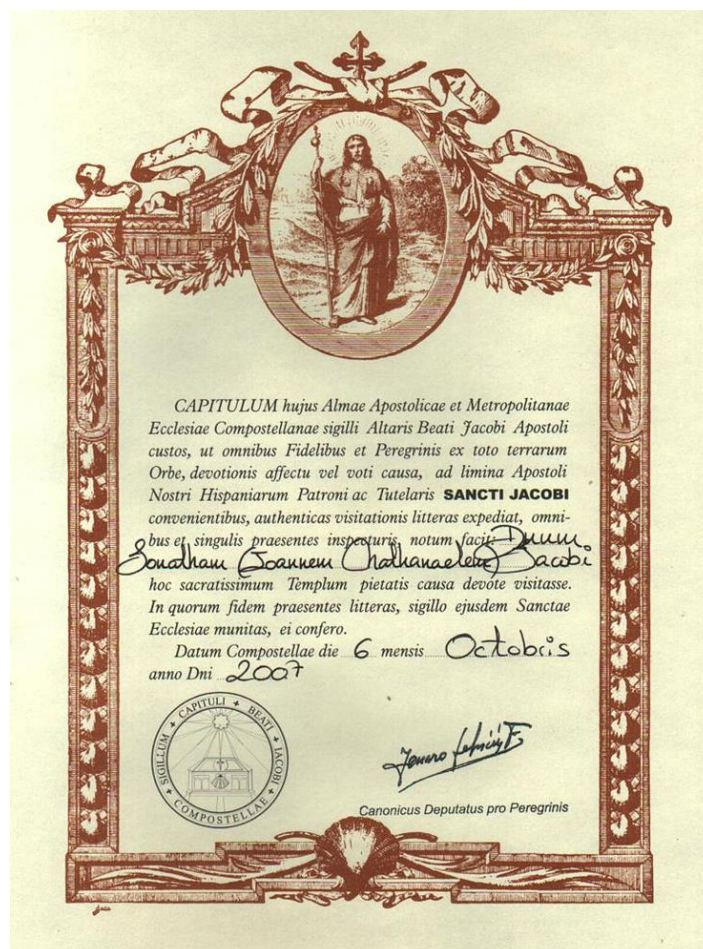 CAPITULUM hujus Almae Apostolicae et Metropolitanae
Ecclesiae Compostellanae sigilli Altaris Beati Jacobi Apostoli
custos, ut omnibus Fidelibus et Peregrinis ex toto terrarum
Orbe, devotionis affectu vel voti causa, ad limina Apostoli
Nostri Hispaniarum Patroni ac Tutelaris SANCTI JACOBI
convenientibus, authenticas visitationis litteras expediat, omni-
bus et singulis praesentes inspecturis, notum facit: Dnum
Jonatham (Joannem Nathanaelem) Jacobi
hoc sacratissimum Templum pietatis causa devote visitasse.
In quorum fidem praesentes litteras, sigillo ejusdem Sanctae
Ecclesiae munitas, ei confero.
Datum Compostellae die 6 mensis Octobris
anno Dni 2007
SIGILLUM + CAPITULI + BEATI + IACOBI + COMPOSTELLAE +
Canonicus Deputatus pro Peregrinis